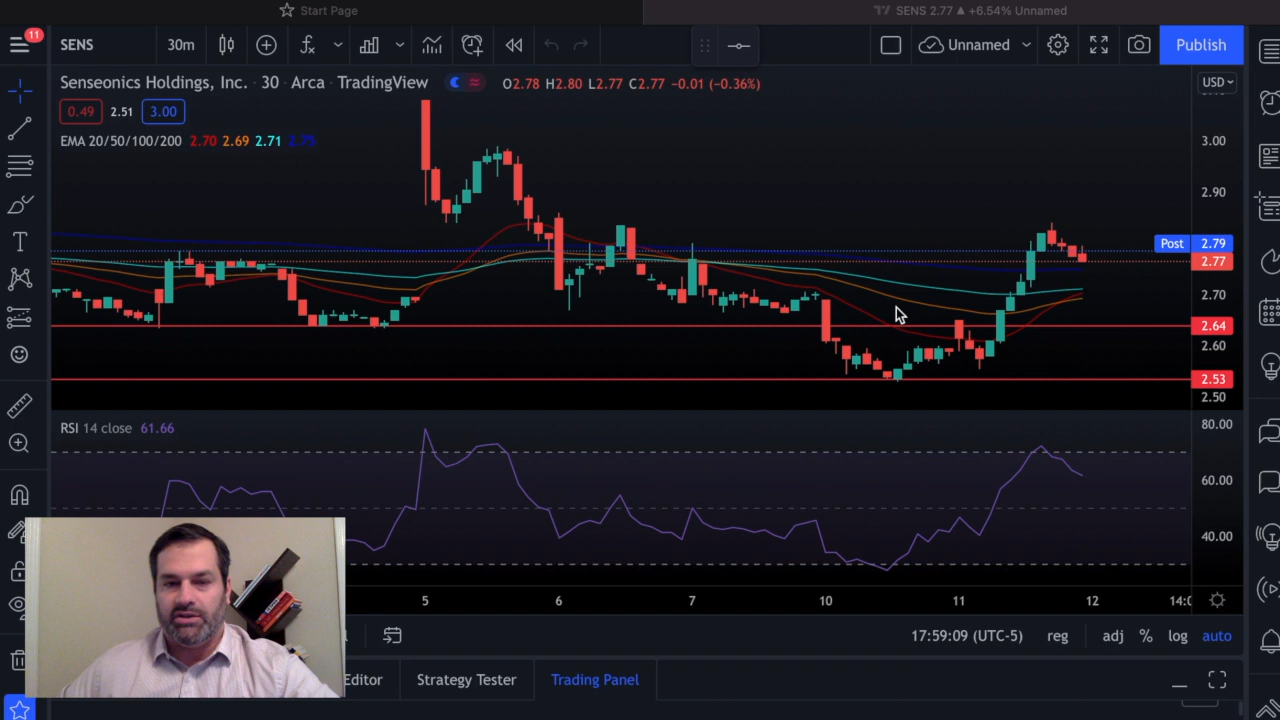 Start Page
SENS 2.77 ▲ +6.54% Unnamed
11
SENS
30m
Unnamed
Publish
Senseonics Holdings, Inc. · 30 · Arca · TradingView
O2.78 H2.80 L2.77 C2.77 −0.01 (−0.36%)
USD
0.49 2.51 3.00
EMA 20/50/100/200 2.70 2.69 2.71 2.75
3.00
2.90
Post 2.79
2.77
2.70
2.64
2.60
2.53
2.50
RSI 14 close 61.66
80.00
60.00
40.00
5 6 7 10 11 12 14:0
17:59:09 (UTC-5) reg adj % log auto
Editor Strategy Tester Trading Panel